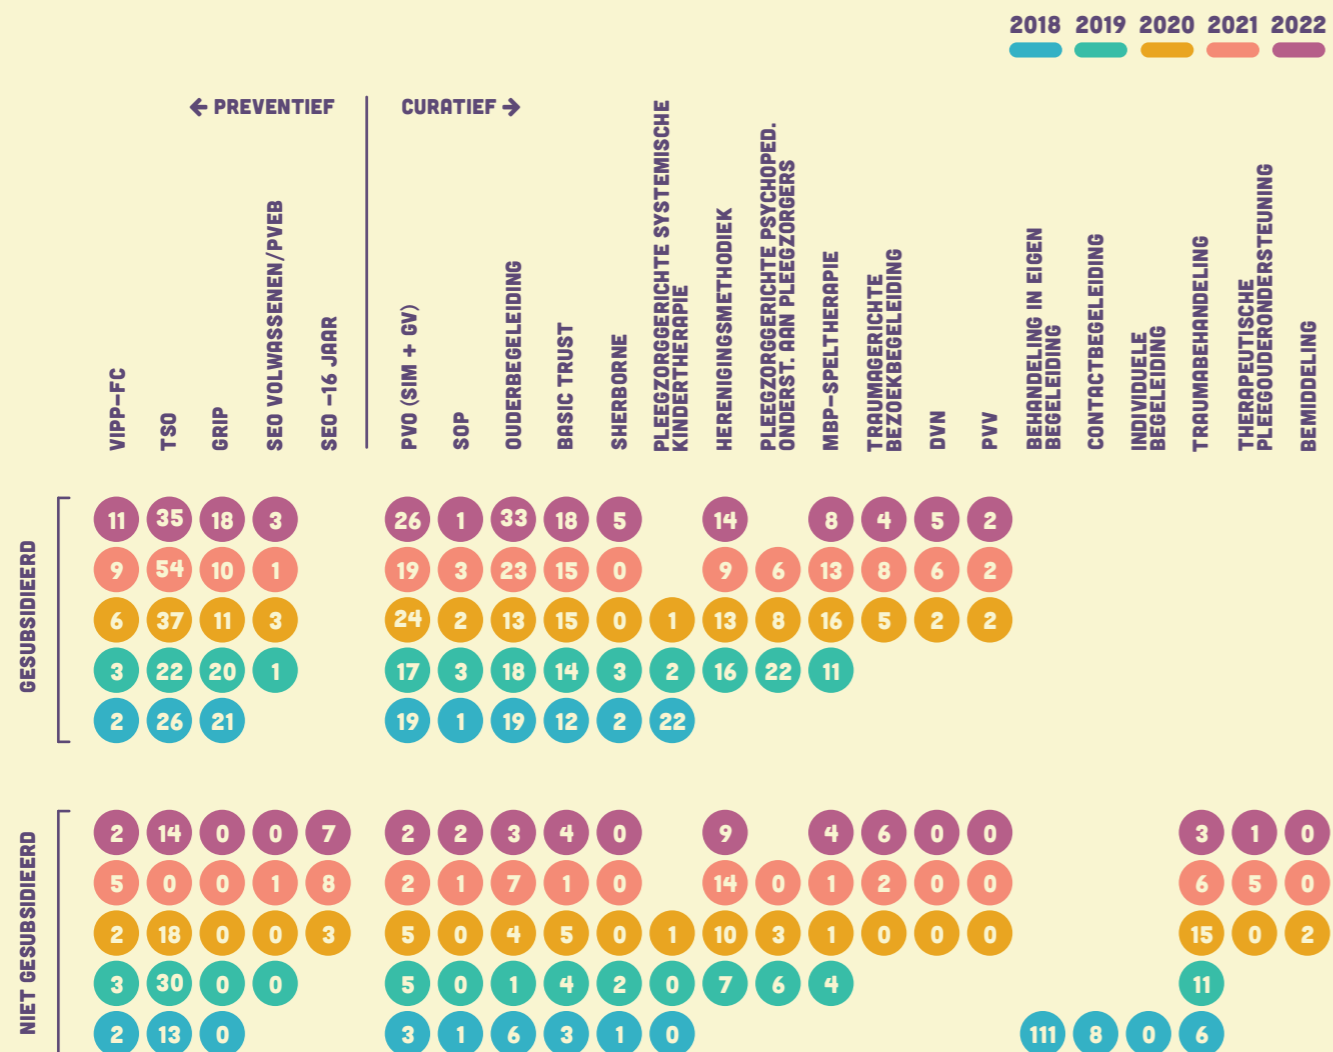 2018 2019 2020 2021 2022
← PREVENTIEF
CURATIEF →
VIPP-FC
TSO
GRIP
SEO VOLWASSENEN/PVEB
SEO -16 JAAR
PVO (SIM + GV)
SOP
OUDERBEGELEIDING
BASIC TRUST
SHERBORNE
PLEEGZORGGERICHTE SYSTEMISCHE
KINDERTHERAPIE
HERENIGINGSMETHODIEK
PLEEGZORGGERICHTE PSYCHOPED.
ONDERST. AAN PLEEGZORGERS
MBP-SPELTHERAPIE
TRAUMAGERICHTE
BEZOEKBEGELEIDING
DVN
PVV
BEHANDELING IN EIGEN
BEGELEIDING
CONTACTBEGELEIDING
INDIVIDUELE
BEGELEIDING
TRAUMABEHANDELING
THERAPEUTISCHE
PLEEGOUDERONDERSTEUNING
BEMIDDELING
GESUBSIDIEERD
11 35 18 3 26 1 33 18 5 14 8 4 5 2
9 54 10 1 19 3 23 15 0 9 6 13 8 6 2
6 37 11 3 24 2 13 15 0 1 13 8 16 5 2 2
3 22 20 1 17 3 18 14 3 2 16 22 11
2 26 21 19 1 19 12 2 22
NIET GESUBSIDIEERD
2 14 0 0 7 2 2 3 4 0 9 4 6 0 0 3 1 0
5 0 0 1 8 2 1 7 1 0 14 0 1 2 0 0 6 5 0
2 18 0 0 3 5 0 4 5 0 1 10 3 1 0 0 0 15 0 2
3 30 0 0 5 0 1 4 2 0 7 6 4 11
2 13 0 3 1 6 3 1 0 111 8 0 6